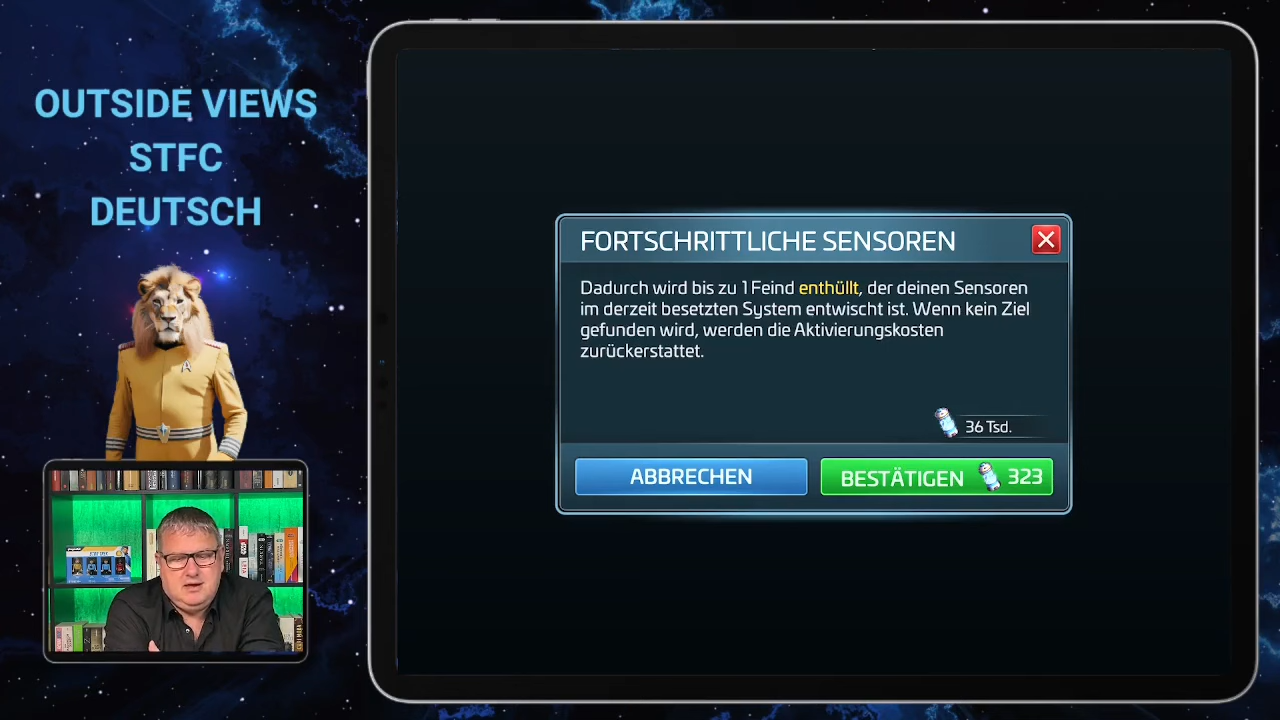 OUTSIDE VIEWS
STFC
DEUTSCH
FORTSCHRITTLICHE SENSOREN
Dadurch wird bis zu 1 Feind enthüllt, der deinen Sensoren
im derzeit besetzten System entwischt ist. Wenn kein Ziel
gefunden wird, werden die Aktivierungskosten
zurückerstattet.
36 Tsd.
ABBRECHEN
BESTÄTIGEN 323